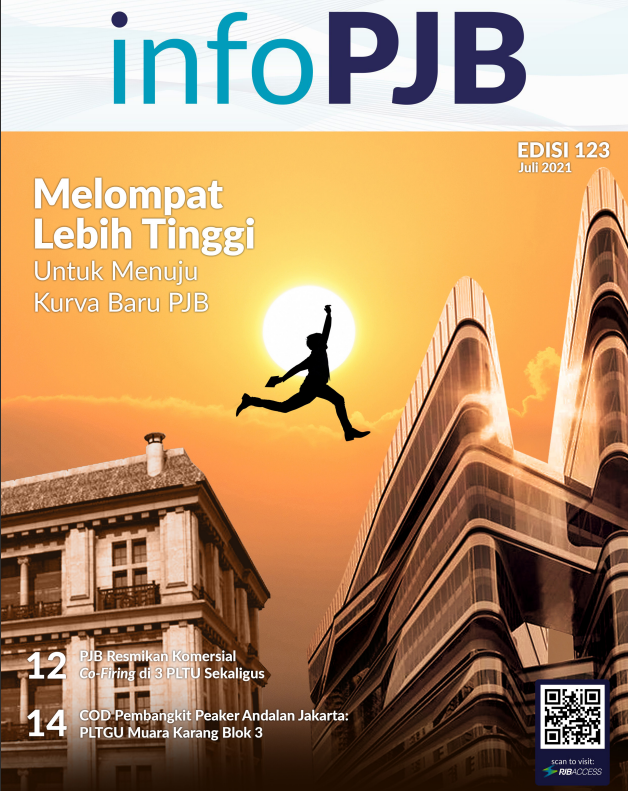 infoPJB
EDISI 123
Juli 2021
Melompat
Lebih Tinggi
Untuk Menuju
Kurva Baru PJB
12
PJB Resmikan Komersial
Co-Firing di 3 PLTU Sekaligus
14
COD Pembangkit Peaker Andalan Jakarta:
PLTGU Muara Karang Blok 3
scan to visit:
PJBACCESS